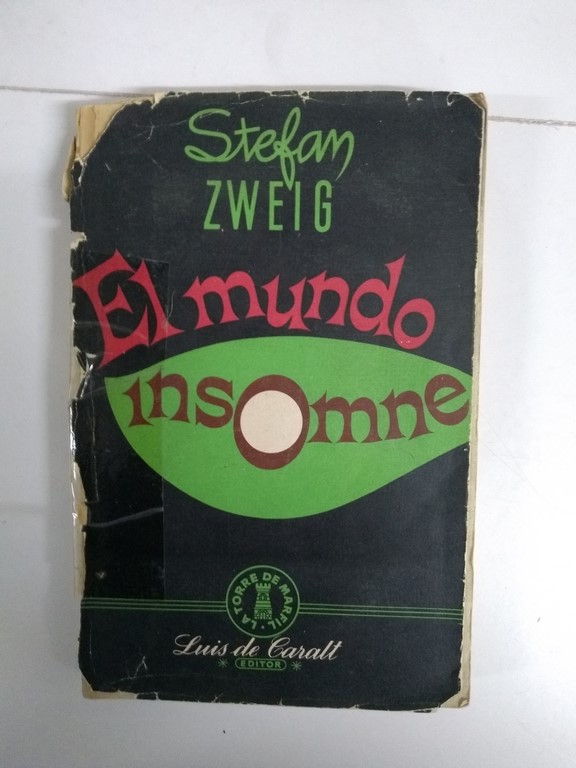 Stefan
ZWEIG
El mundo
insomne
LA TORRE DE MARFIL
Luis de Caralt
* EDITOR *